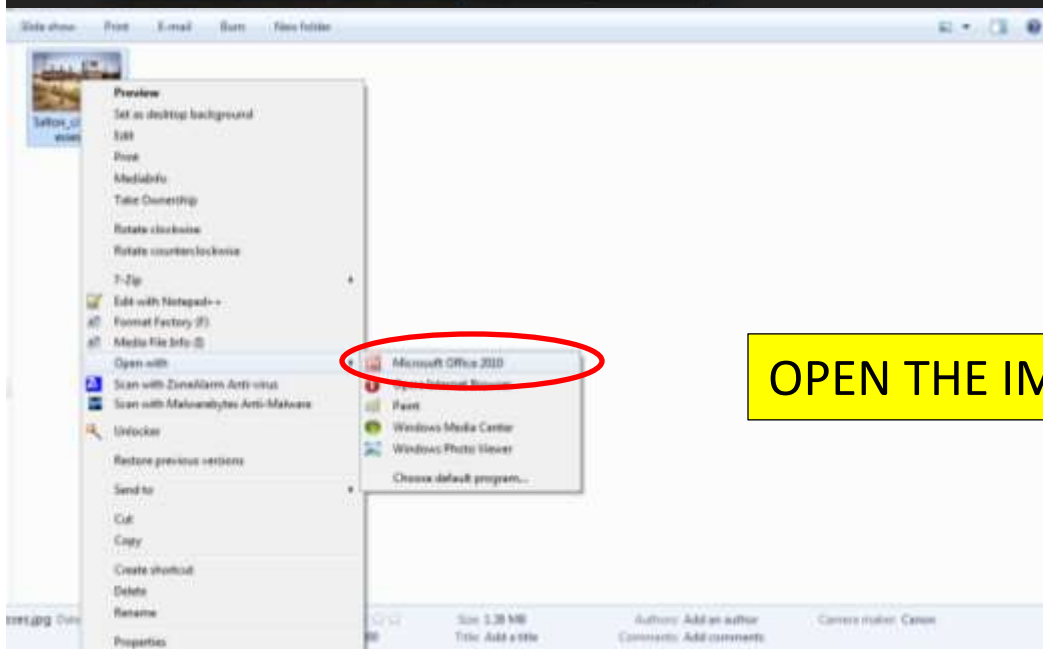 Slide show Print E-mail Burn New folder
Preview
Set as desktop background
Edit
Print
MediaInfo
Take Ownership
Rotate clockwise
Rotate counterclockwise
7-Zip
Edit with Notepad++
Format Factory (F)
Media File Info (I)
Open with
Scan with ZoneAlarm Anti-virus
Scan with Malwarebytes Anti-Malware
Unlocker
Restore previous versions
Send to
Cut
Copy
Create shortcut
Delete
Rename
Properties
Microsoft Office 2010
Opera Internet Browser
Paint
Windows Media Center
Windows Photo Viewer
Choose default program...
OPEN THE IM
Size: 1.38 MB Authors: Add an author Camera maker: Canon
Title: Add a title Comments: Add comments